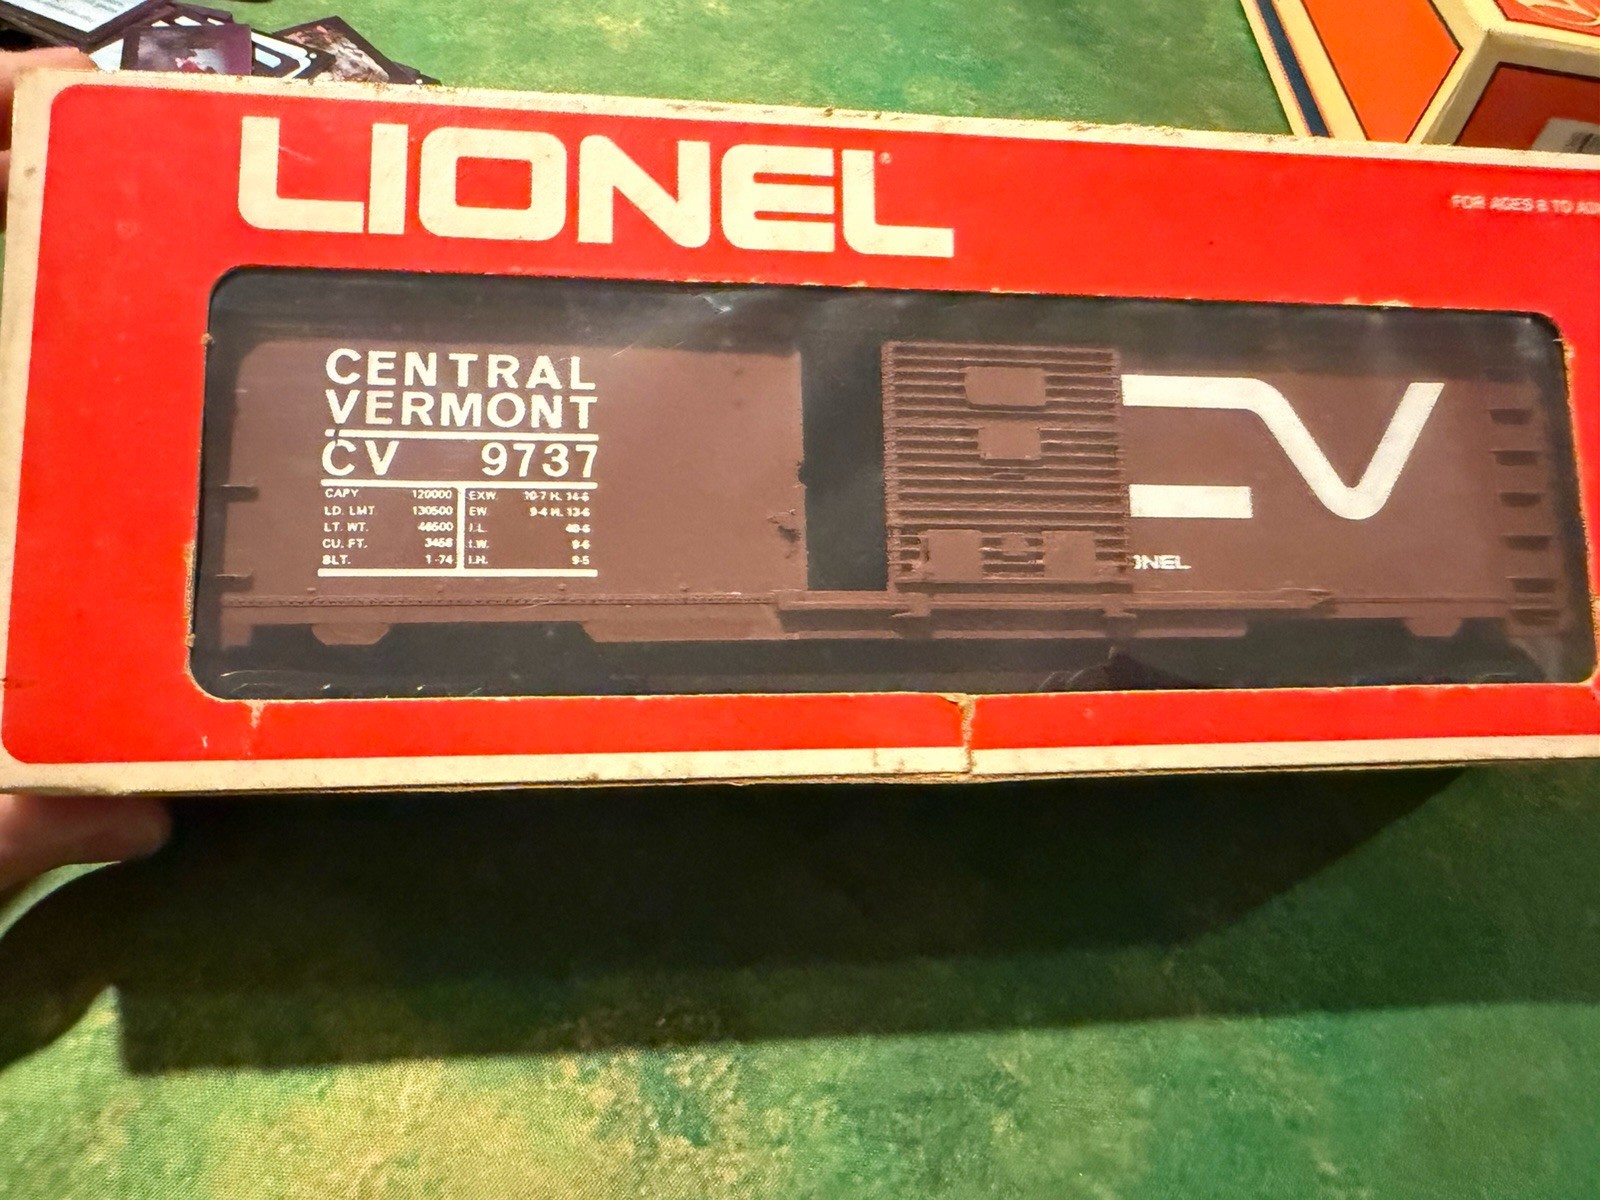 LIONEL®
FOR AGES 8 TO
CENTRAL
VERMONT
CV 9737
CAPY 120000 EXW. 10-7 H. 14-6
LD. LMT. 130500 EW. 9-4 H. 13-6
LT. WT. 46500 I.L. 40-6
CU. FT. 3458 I.W. 9-6
BLT. 1-74 I.H. 9-5
CV
ONEL